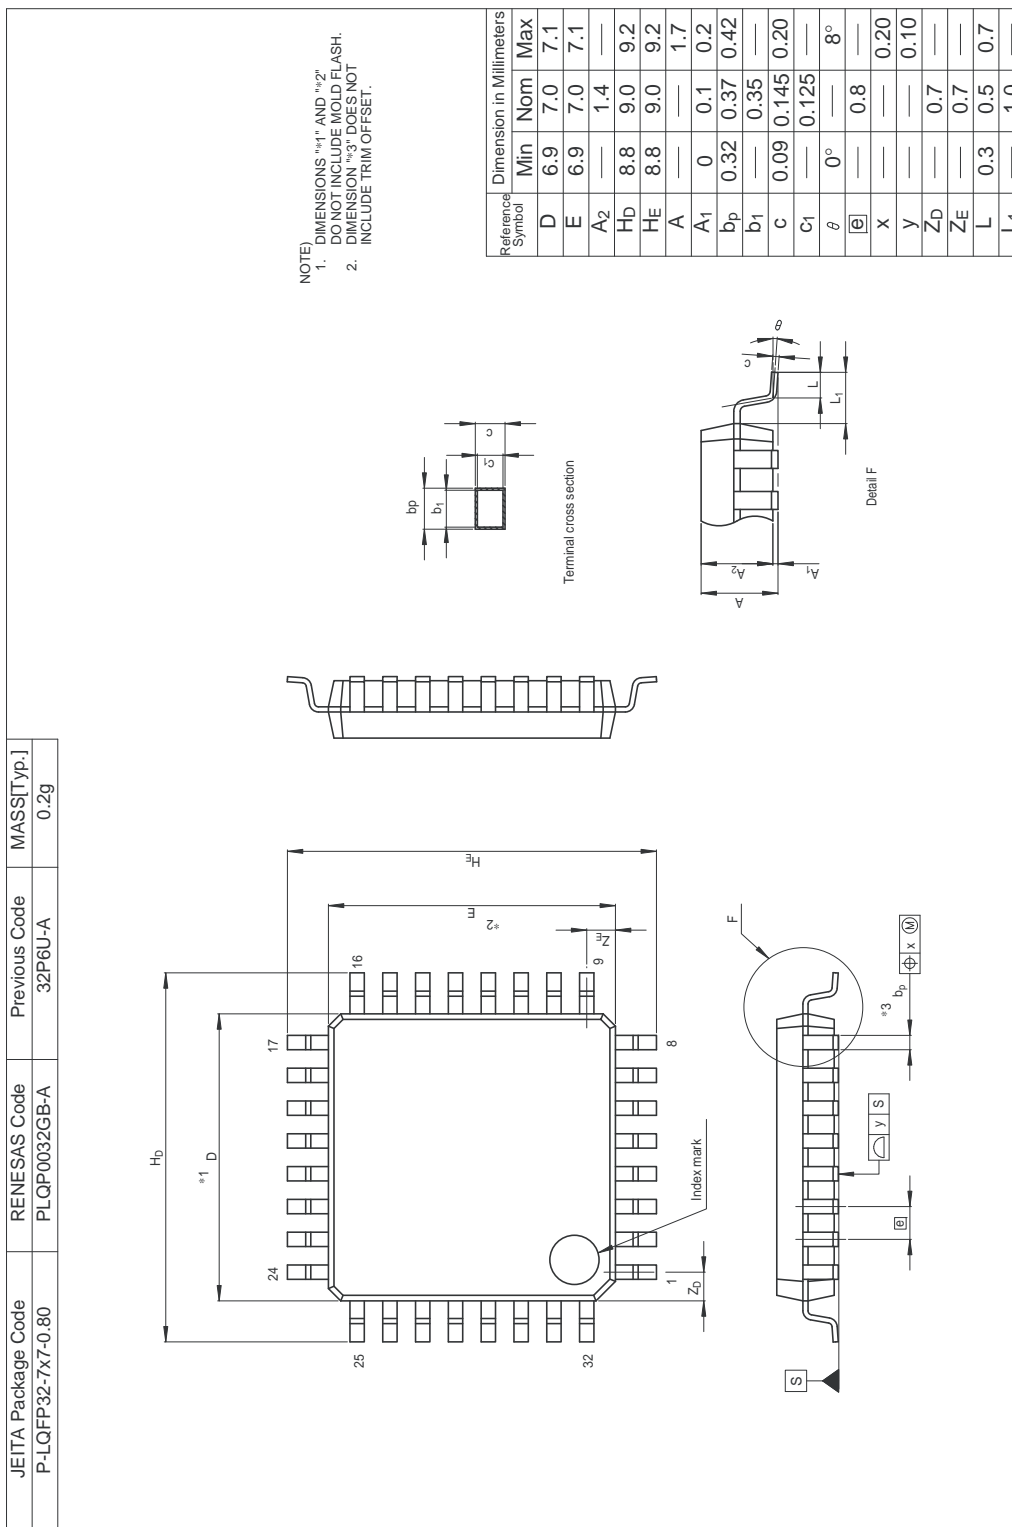 JEITA Package Code RENESAS Code Previous Code MASS[Typ.]
P-LQFP32-7x7-0.80 PLQP0032GB-A 32P6U-A 0.2g
NOTE)
1. DIMENSIONS "*1" AND "*2"
DO NOT INCLUDE MOLD FLASH.
2. DIMENSION "*3" DOES NOT
INCLUDE TRIM OFFSET.
HD
*1 D
24
17
25
16
HE
E
*2
ZE
32
9
1
8
ZD
Index mark
bp
b1
c1
c
Terminal cross section
F
S
e
y S
*3 bp
x M
A
A2
A1
c
θ
L
L1
Detail F
Reference Symbol Dimension in Millimeters
Min Nom Max
D 6.9 7.0 7.1
E 6.9 7.0 7.1
A2 — 1.4 —
HD 8.8 9.0 9.2
HE 8.8 9.0 9.2
A — — 1.7
A1 0 0.1 0.2
bp 0.32 0.37 0.42
b1 — 0.35 —
c 0.09 0.145 0.20
c1 — 0.125 —
θ 0° — 8°
e — 0.8 —
x — — 0.20
y — — 0.10
ZD — 0.7 —
ZE — 0.7 —
L 0.3 0.5 0.7
L1 — 1.0 —